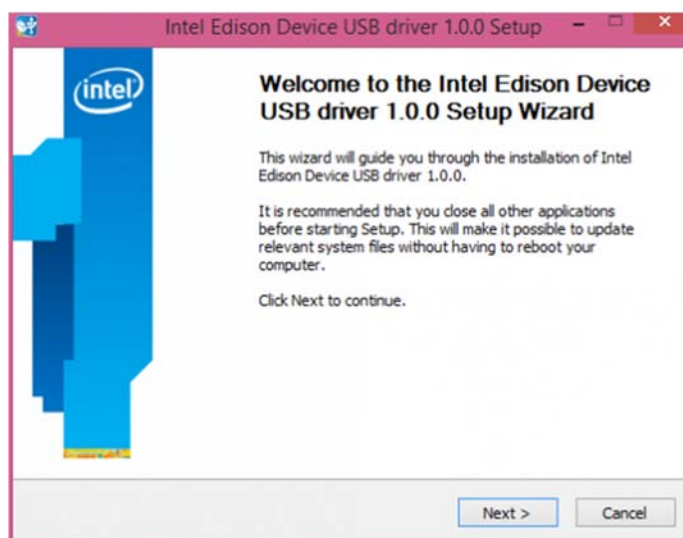 Intel Edison Device USB driver 1.0.0 Setup
intel
Welcome to the Intel Edison Device
USB driver 1.0.0 Setup Wizard
This wizard will guide you through the installation of Intel
Edison Device USB driver 1.0.0.
It is recommended that you close all other applications
before starting Setup. This will make it possible to update
relevant system files without having to reboot your
computer.
Click Next to continue.
Next >
Cancel